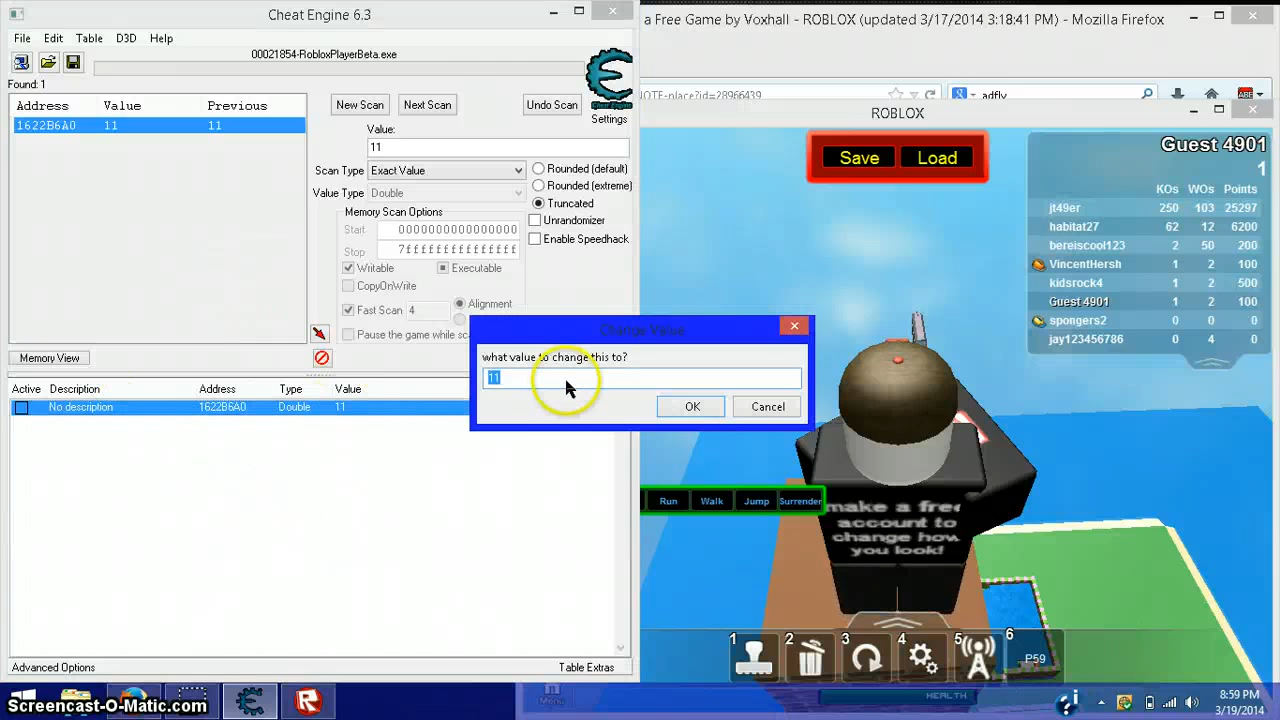 Cheat Engine 6.3
File Edit Table D3D Help
00021854-RobloxPlayerBeta.exe
Found: 1
Address Value Previous
1622B6A0 11 11
New Scan Next Scan Undo Scan
Cheat Engine
Settings
Value:
11
Scan Type Exact Value
Value Type Double
Rounded (default)
Rounded (extreme)
Truncated
Unrandomizer
Enable Speedhack
Memory Scan Options
Start 0000000000000000
Stop 7fffffffffffffff
Writable Executable
CopyOnWrite
Fast Scan 4 Alignment
Pause the game while sca
Memory View
Active Description Address Type Value
No description 1622B6A0 Double 11
Advanced Options Table Extras
Change Value
what value to change this to?
11
OK Cancel
a Free Game by Voxhall - ROBLOX (updated 3/17/2014 3:18:41 PM) - Mozilla Firefox
OTE-place?id=28966439
adfly
ABP
ROBLOX
Save Load
Guest 4901
1
KOs WOs Points
jt49er 250 103 25297
habitat27 62 12 6200
bereiscool123 2 50 200
VincentHersh 1 2 100
kidsrock4 1 2 500
Guest 4901 1 2 100
spongers2 0 0 0
jay123456786 0 4 0
Run Walk Jump Surrender
make a free
account to
change how
you look!
1 2 3 4 5 6
P59
HEALTH
Menu
Screencast-O-Matic.com
8:59 PM
3/19/2014